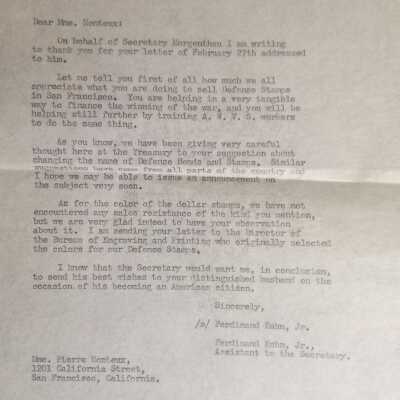 Dear Mme. Monteux:
On behalf of Secretary Morgenthau I am writing
to thank you for your letter of February 27th addressed
to him.
Let me tell you first of all how much we all
appreciate what you are doing to sell Defense Stamps
in San Francisco. You are helping in a very tangible
way to finance the winning of the war, and you will be
helping still further by training A. W. V. S. workers
to do the same thing.
As you know, we have been giving very careful
thought here at the Treasury to your suggestion about
changing the name of Defense Bonds and Stamps. Similar
suggestions have come from all parts of the country and
I hope we may be able to issue an announcement on
the subject very soon.
As for the color of the dollar stamps, we have not
encountered any sales resistance of the kind you mention,
but we are very glad indeed to have your observation
about it. I am sending your letter to the Director of
the Bureau of Engraving and Printing who originally selected
the colors for our Defense Stamps.
I know that the Secretary would want me, in conclusion,
to send his best wishes to your distinguished husband on the
occasion of his becoming an American citizen.
Sincerely,
/s/ Ferdinand Kuhn, Jr.
Ferdinand Kuhn, Jr.,
Assistant to the Secretary.
Mme. Pierre Monteux,
1201 California Street,
San Francisco, California.